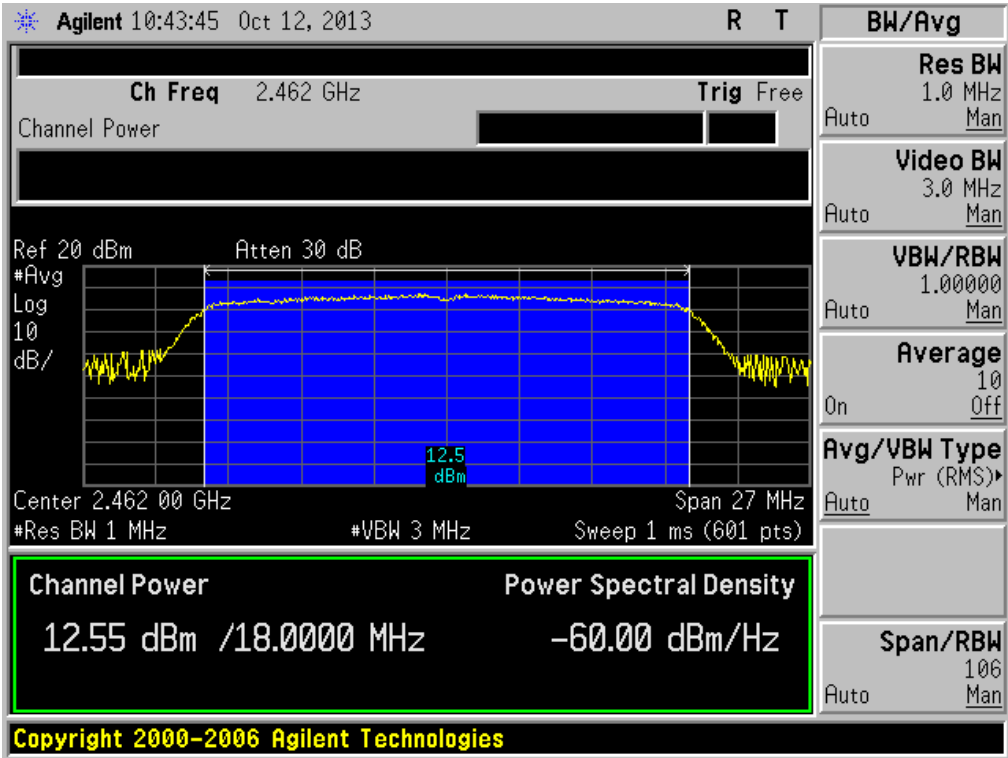 Agilent 10:43:45 Oct 12, 2013 R T
Ch Freq 2.462 GHz Trig Free
Channel Power
Ref 20 dBm Atten 30 dB
#Avg
Log
10
dB/
12.5
dBm
Center 2.462 00 GHz Span 27 MHz
#Res BW 1 MHz #VBW 3 MHz Sweep 1 ms (601 pts)
Channel Power Power Spectral Density
12.55 dBm /18.0000 MHz -60.00 dBm/Hz
Copyright 2000-2006 Agilent Technologies
BW/Avg
Res BW
1.0 MHz
Auto Man
Video BW
3.0 MHz
Auto Man
VBW/RBW
1.00000
Auto Man
Average
10
On Off
Avg/VBW Type
Pwr (RMS)▸
Auto Man
Span/RBW
106
Auto Man